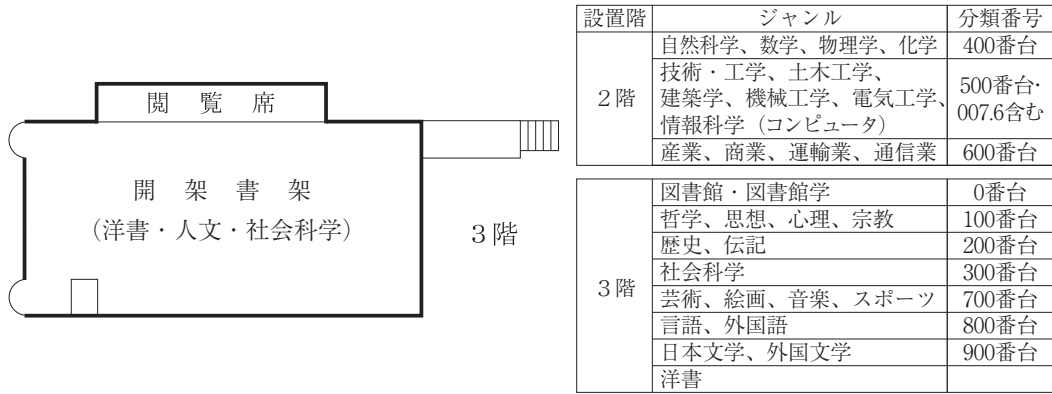 閲 覧 席
開 架 書 架
(洋書・人文・社会科学)
3階
設置階 ジャンル 分類番号
2階
自然科学、数学、物理学、化学 400番台
技術・工学、土木工学、
建築学、機械工学、電気工学、
情報科学(コンピュータ)
500番台・
007.6含む
産業、商業、運輸業、通信業 600番台
3階
図書館・図書館学 0番台
哲学、思想、心理、宗教 100番台
歴史、伝記 200番台
社会科学 300番台
芸術、絵画、音楽、スポーツ 700番台
言語、外国語 800番台
日本文学、外国文学 900番台
洋書